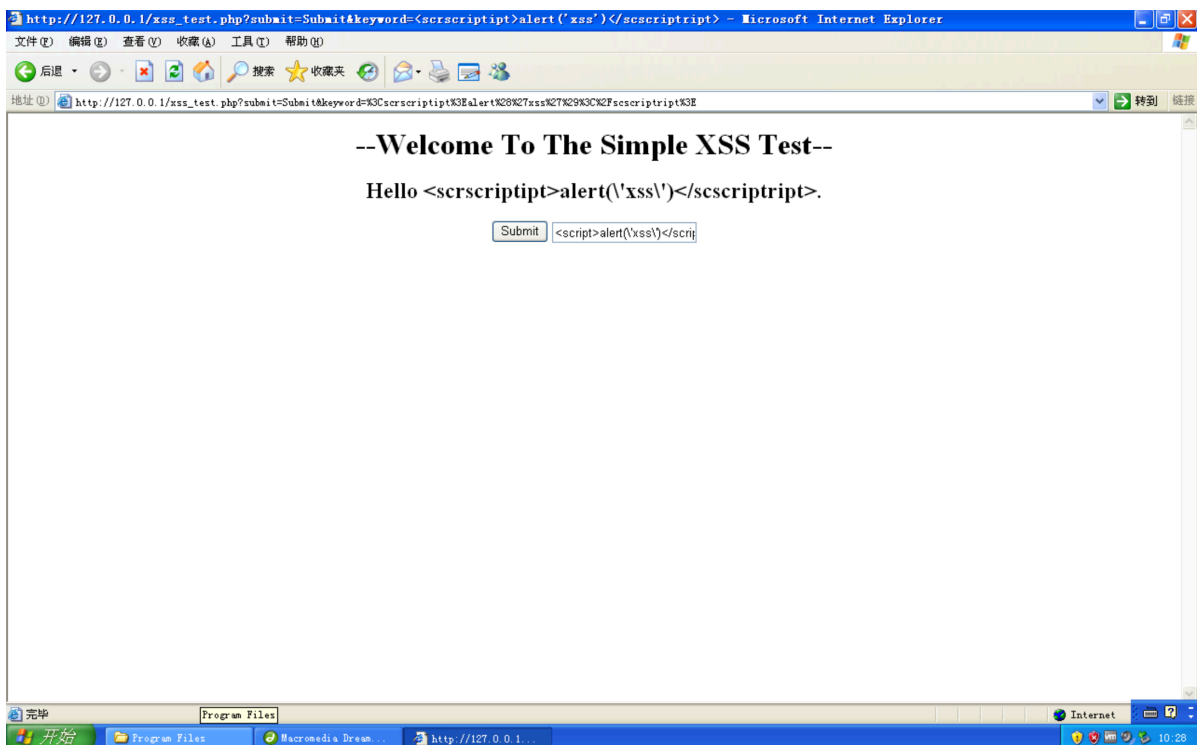 http://127.0.0.1/xss_test.php?submit=Submit&keyword=<scrscriptipt>alert('xss')</scscriptript> - Microsoft Internet Explorer
文件(F) 编辑(E) 查看(V) 收藏(A) 工具(T) 帮助(H)
后退 搜索 收藏夹
地址(D) http://127.0.0.1/xss_test.php?submit=Submit&keyword=%3Cscrscriptipt%3Ealert%28%27xss%27%29%3C%2Fscscriptript%3E 转到 链接
--Welcome To The Simple XSS Test--
Hello <scrscriptipt>alert(\'xss\')</scscriptript>.
Submit <script>alert(\'xss\')</scrip
完毕 Program Files Internet
开始 Program Files Macromedia Dream... http://127.0.0.1... 10:28